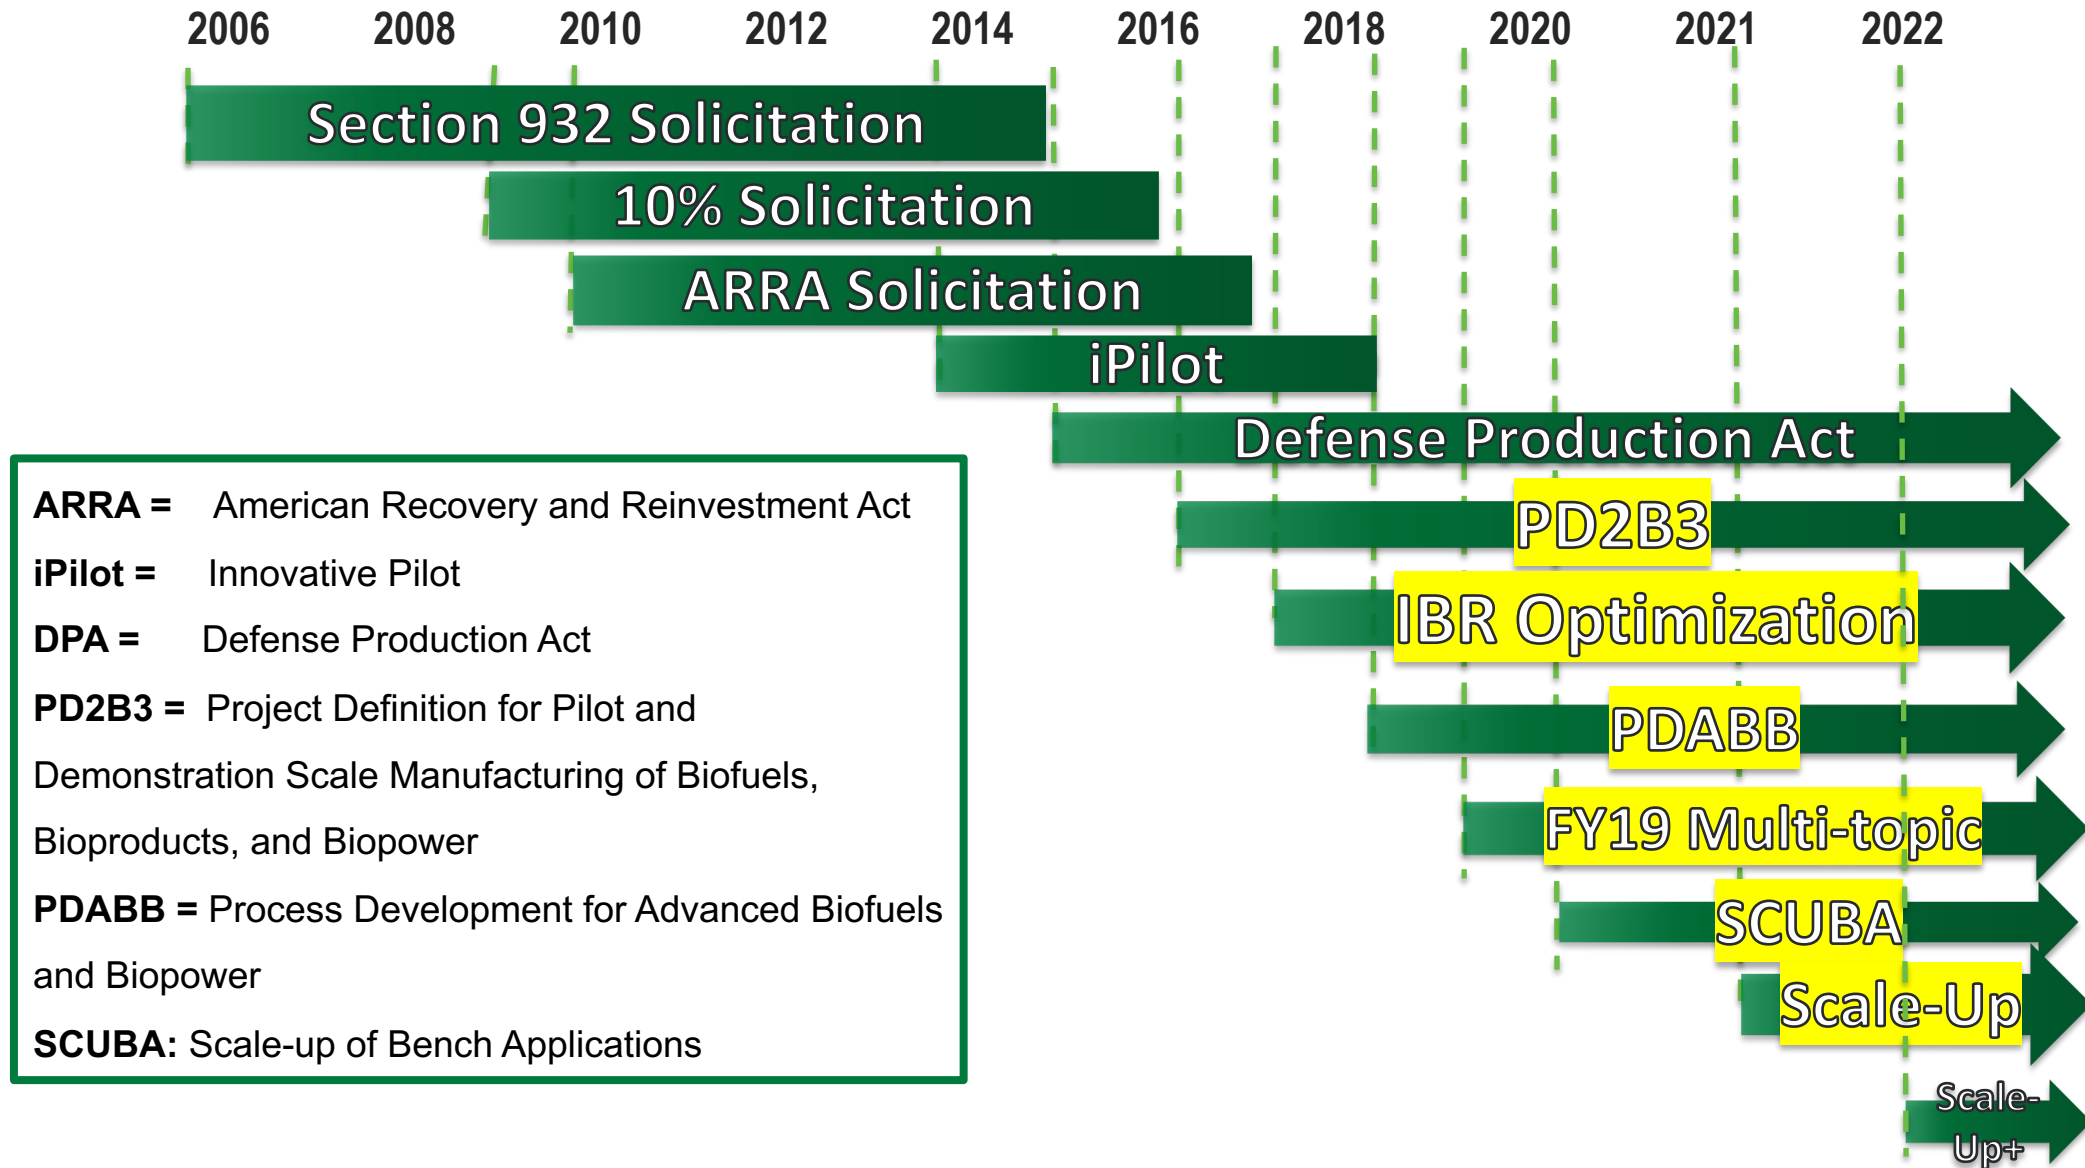 2006 2008 2010 2012 2014 2016 2018 2020 2021 2022
Section 932 Solicitation
10% Solicitation
ARRA Solicitation
iPilot
Defense Production Act
PD2B3
IBR Optimization
PDABB
FY19 Multi-topic
SCUBA
Scale-Up
Scale-
Up+
ARRA = American Recovery and Reinvestment Act
iPilot = Innovative Pilot
DPA = Defense Production Act
PD2B3 = Project Definition for Pilot and
Demonstration Scale Manufacturing of Biofuels,
Bioproducts, and Biopower
PDABB = Process Development for Advanced Biofuels
and Biopower
SCUBA: Scale-up of Bench Applications